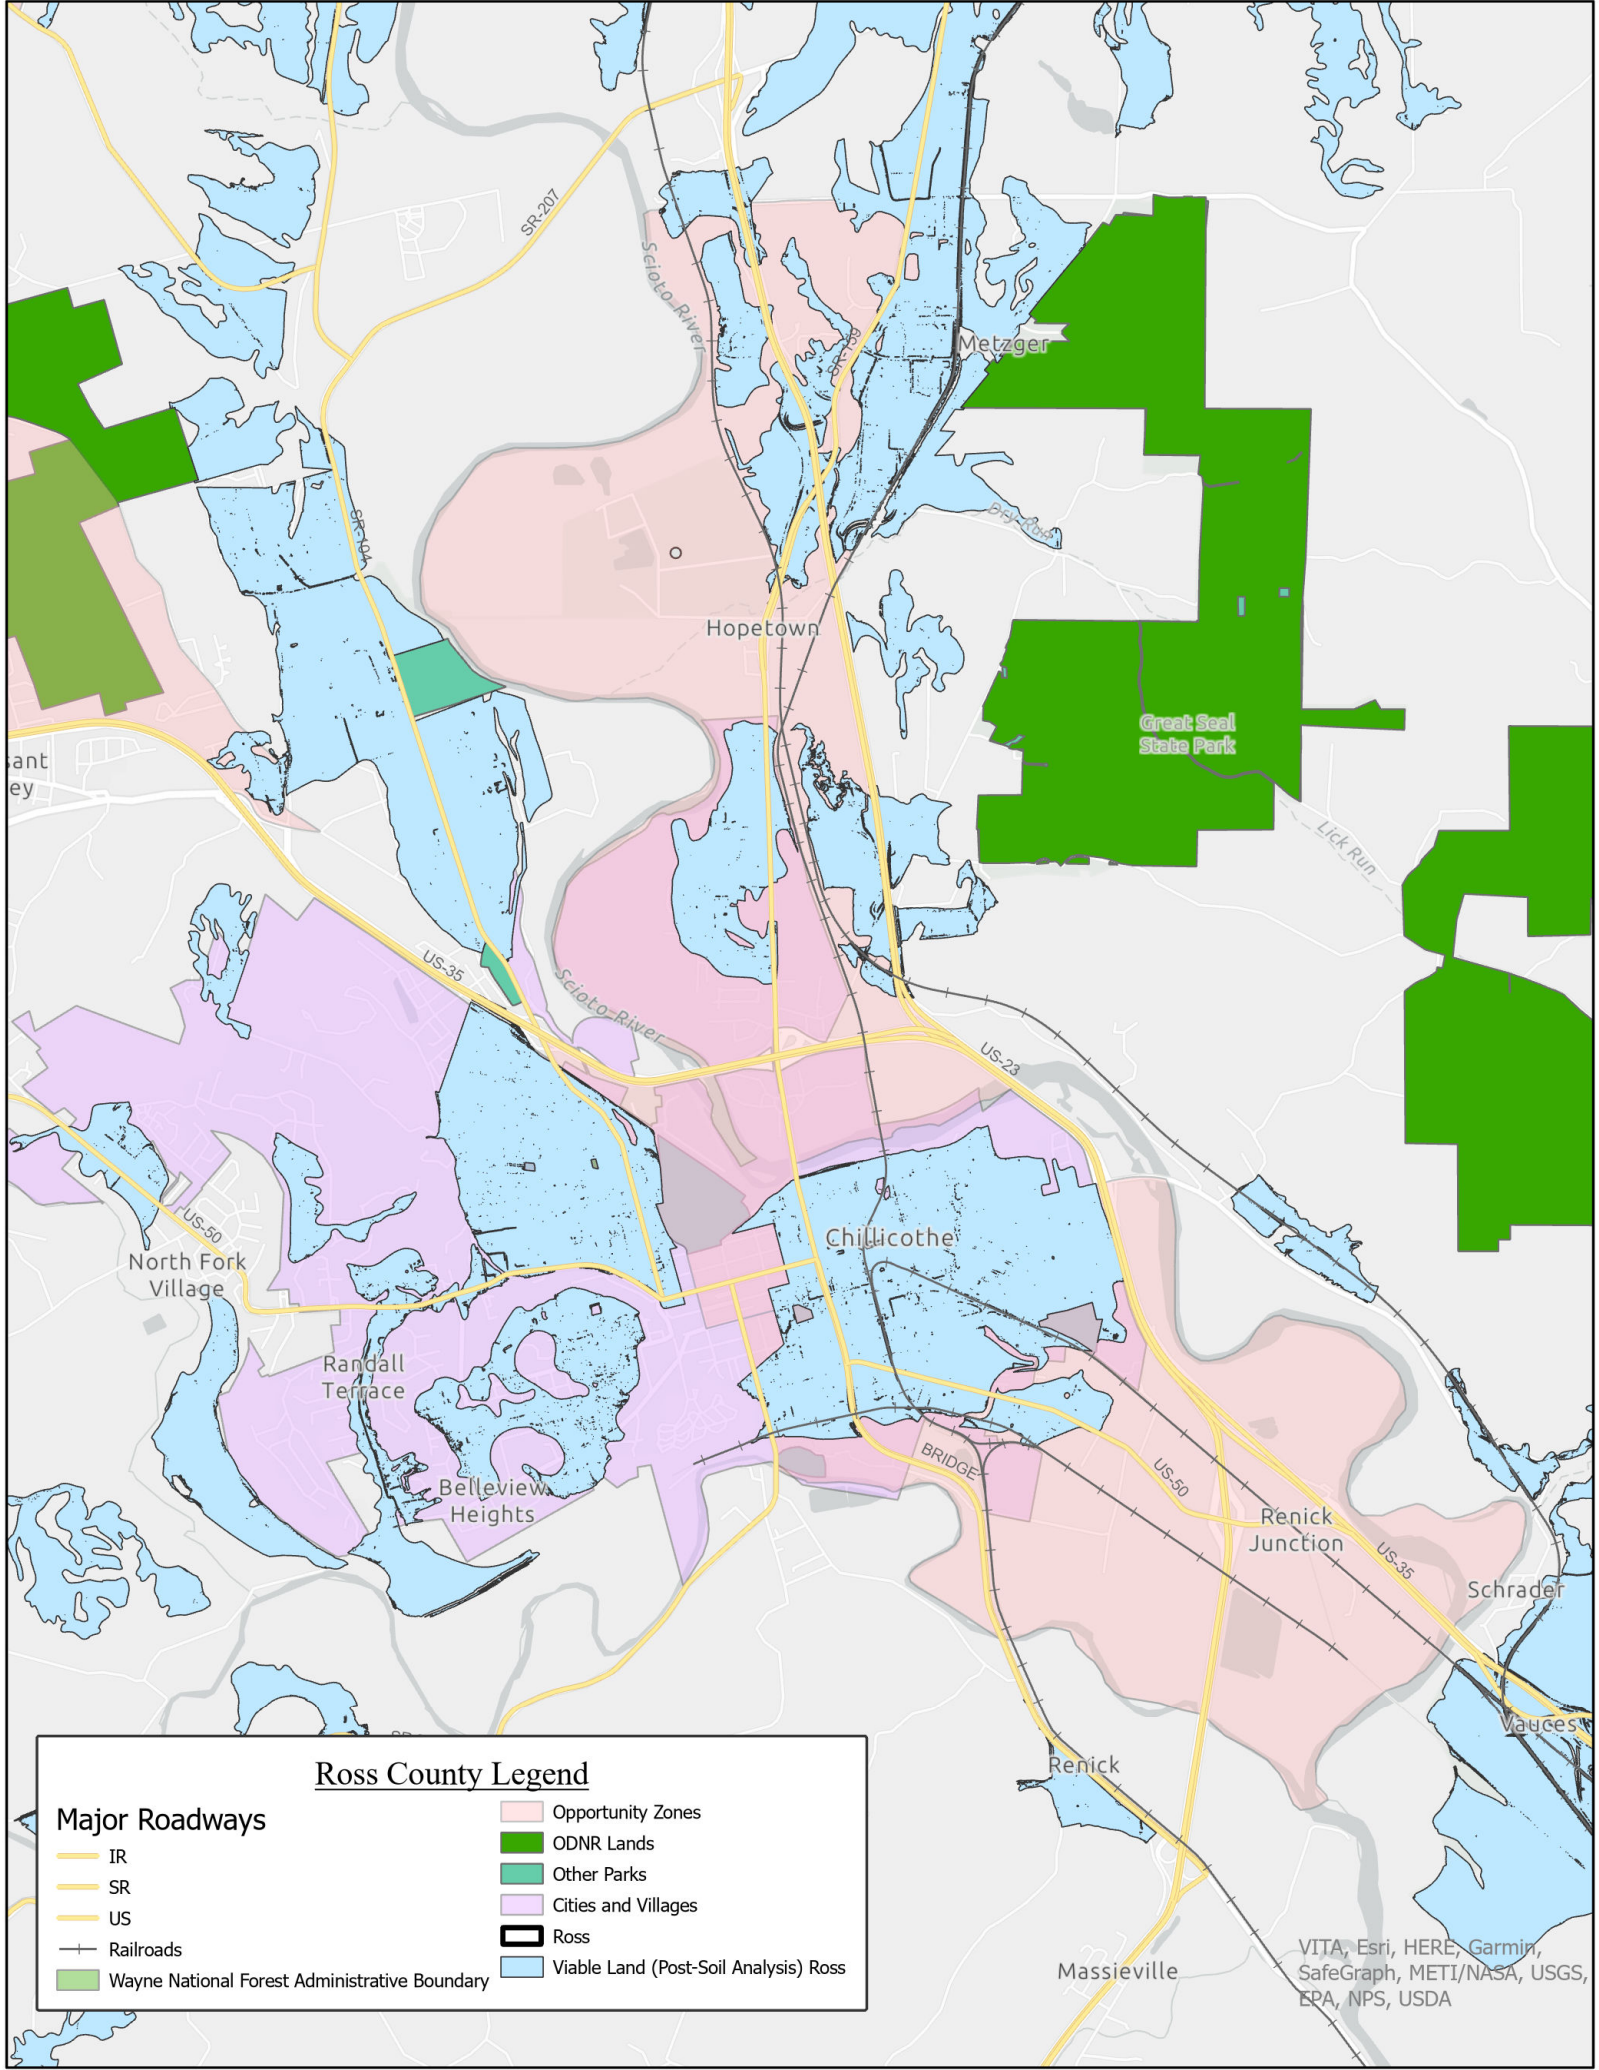 SR-207
Scioto River
SR-159
Metzger
SR-104
Dry Run
Hopetown
Great Seal
State Park
sant
ey
Lick Run
US-35
Scioto River
US-23
US-50
North Fork
Village
Chillicothe
Randall
Terrace
Belleview
Heights
BRIDGE
US-50
Renick
Junction
US-35
Schrader
Vauces
Renick
Massieville
Ross County Legend
Major Roadways
IR
SR
US
Railroads
Wayne National Forest Administrative Boundary
Opportunity Zones
ODNR Lands
Other Parks
Cities and Villages
Ross
Viable Land (Post-Soil Analysis) Ross
VITA, Esri, HERE, Garmin,
SafeGraph, METI/NASA, USGS,
EPA, NPS, USDA